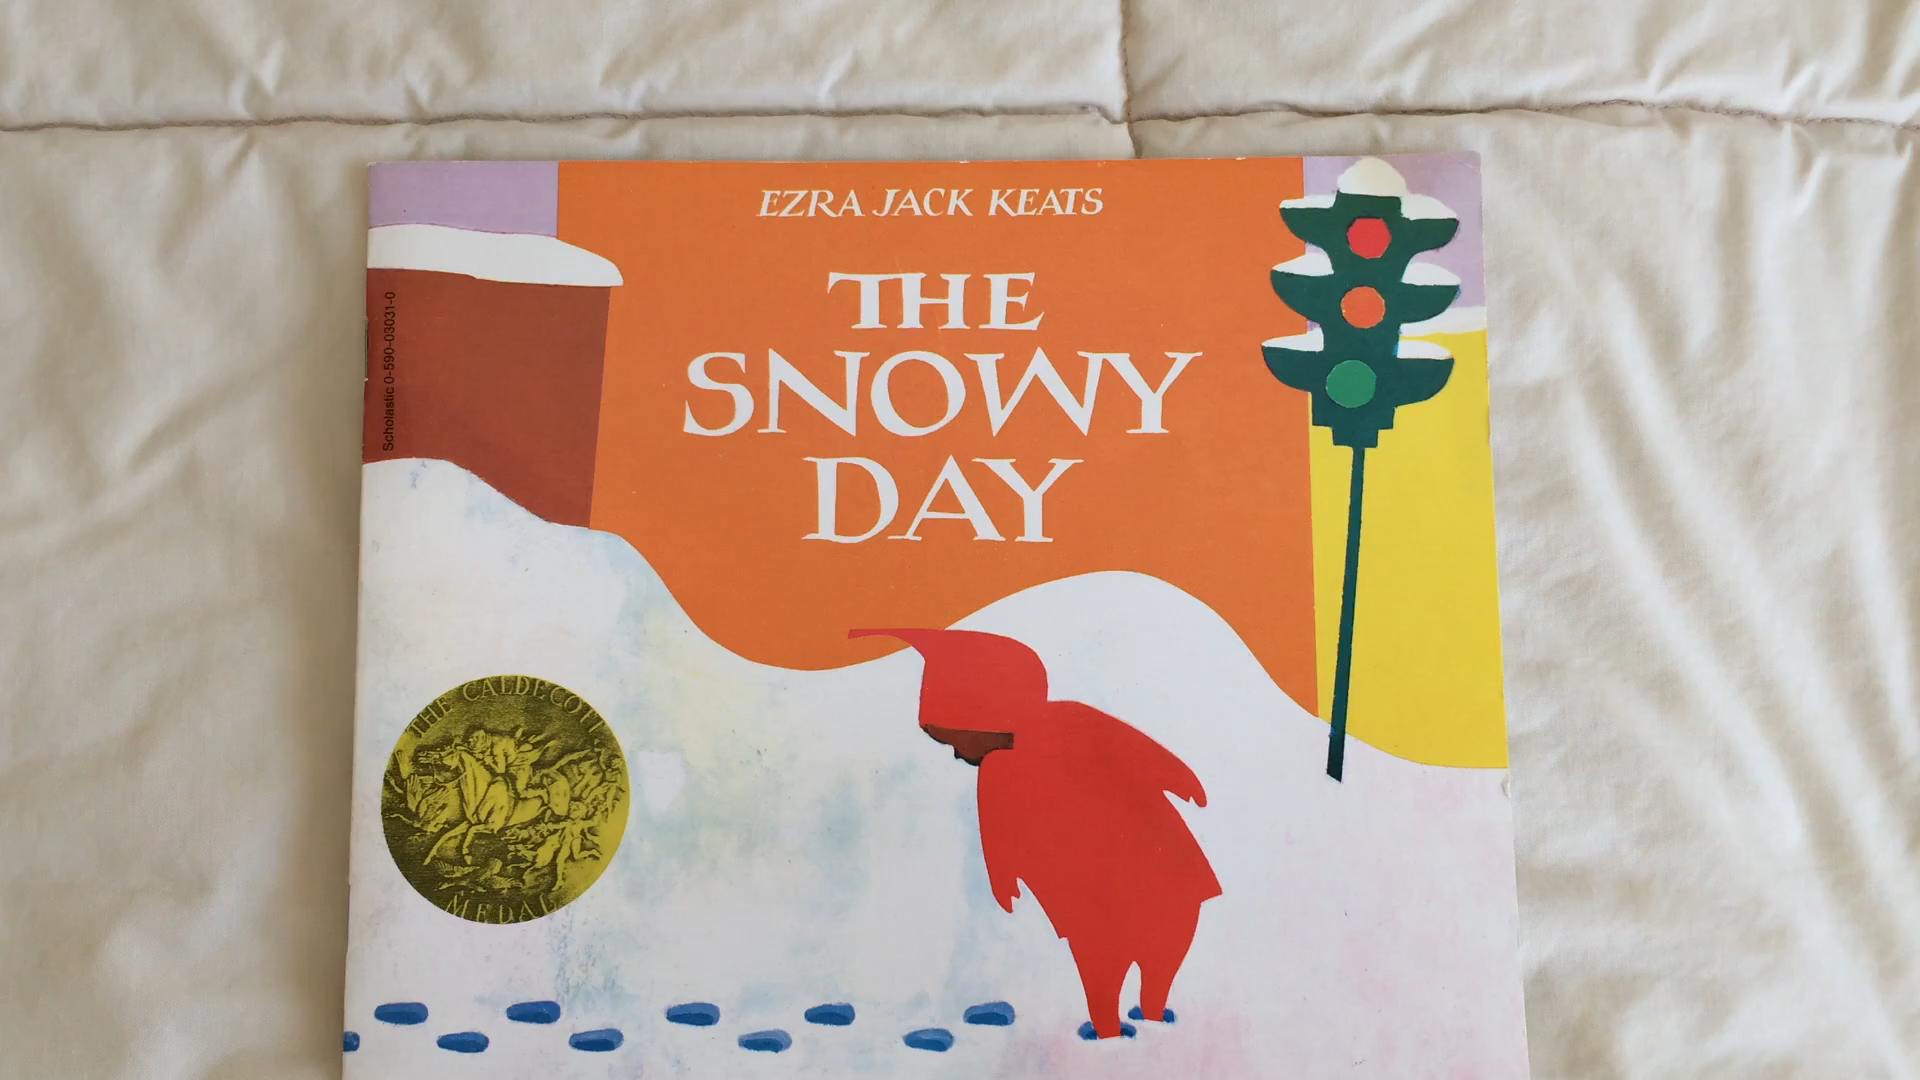 EZRA JACK KEATS
THE
SNOWY
DAY
Scholastic 0-590-03031-0
THE CALDECOTT
MEDAL